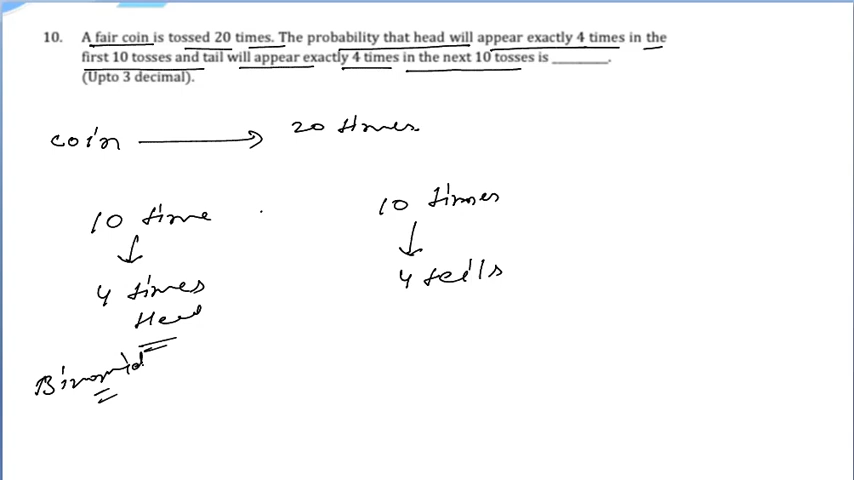 10. A fair coin is tossed 20 times. The probability that head will appear exactly 4 times in the
first 10 tosses and tail will appear exactly 4 times in the next 10 tosses is ________.
(Upto 3 decimal).
coin → 20 times
10 time 10 times
↓ ↓
4 times 4 tails
Head
Binomial